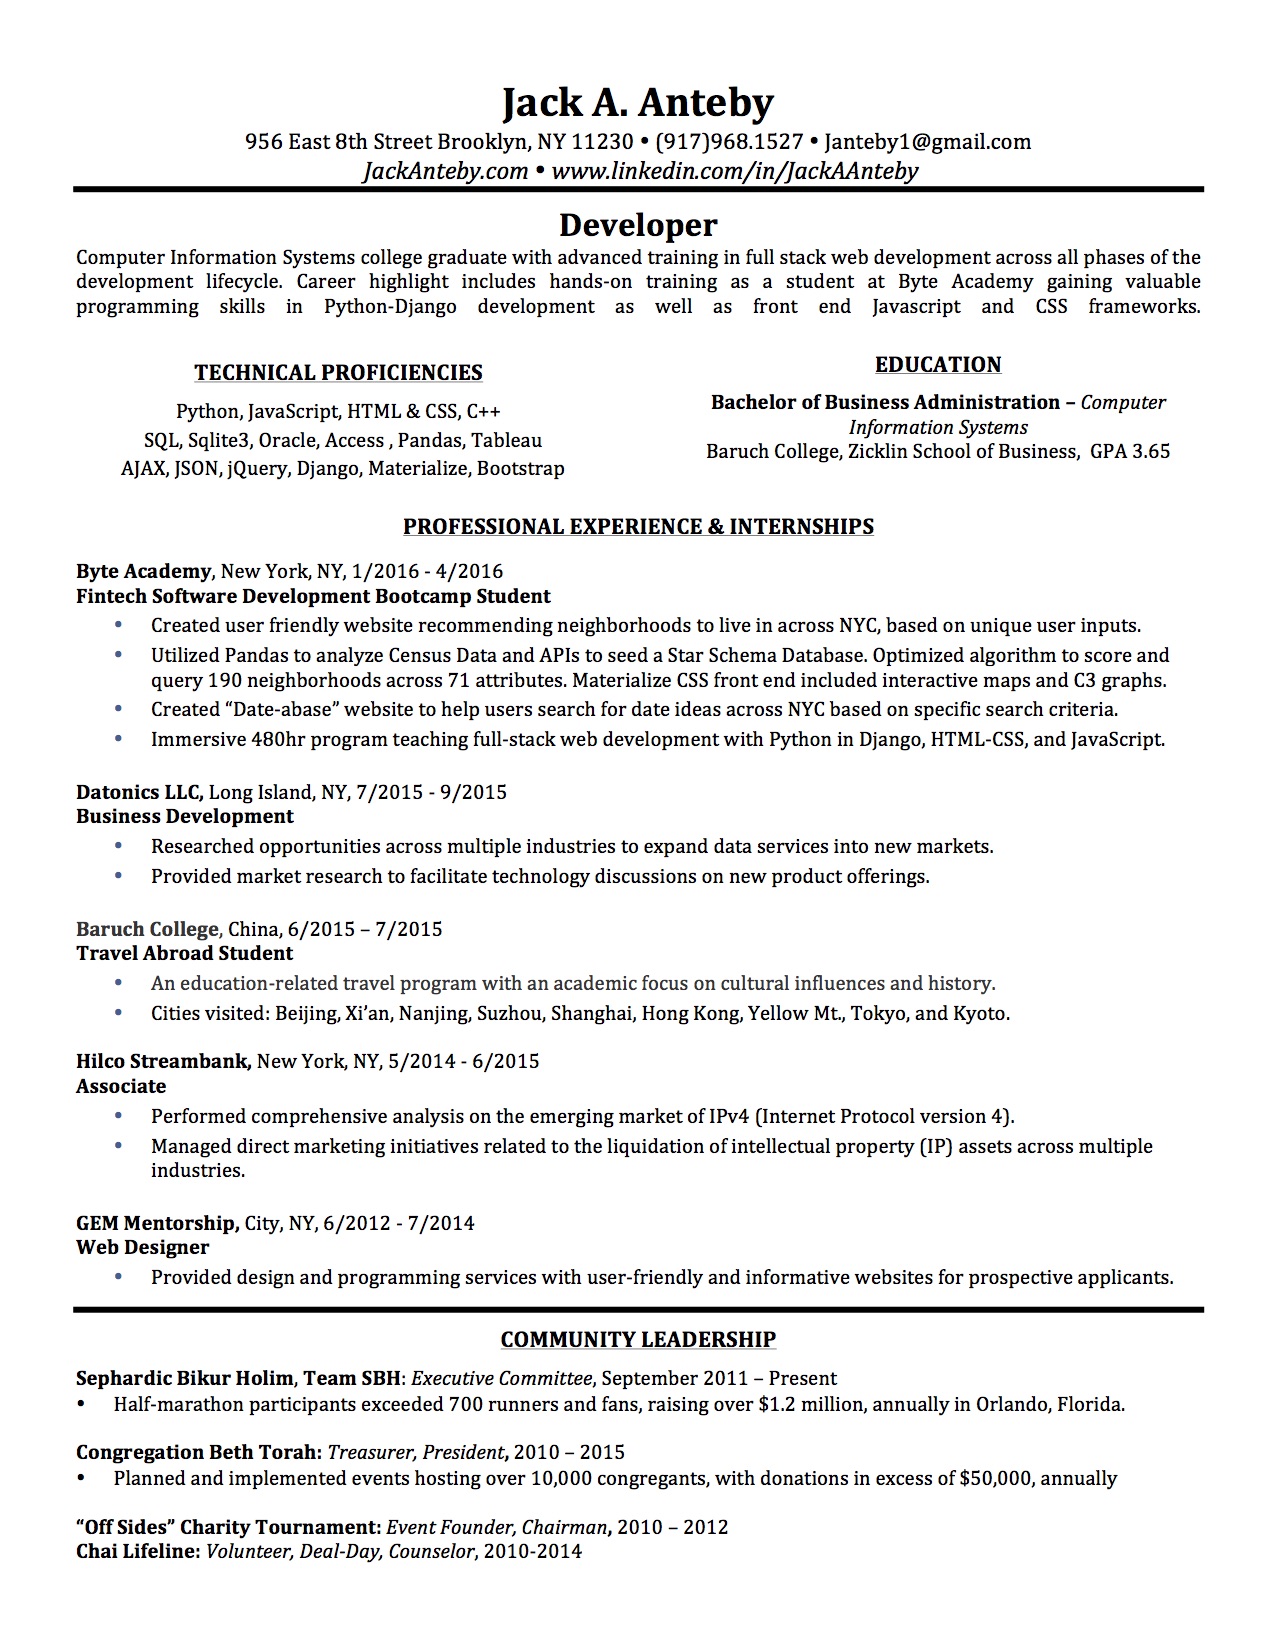 Jack A. Anteby
956 East 8th Street Brooklyn, NY 11230 • (917)968.1527 • Janteby1@gmail.com
JackAnteby.com • www.linkedin.com/in/JackAAnteby
Developer
Computer Information Systems college graduate with advanced training in full stack web development across all phases of the
development lifecycle. Career highlight includes hands-on training as a student at Byte Academy gaining valuable
programming skills in Python-Django development as well as front end Javascript and CSS frameworks.
TECHNICAL PROFICIENCIES
Python, JavaScript, HTML & CSS, C++
SQL, Sqlite3, Oracle, Access , Pandas, Tableau
AJAX, JSON, jQuery, Django, Materialize, Bootstrap
EDUCATION
Bachelor of Business Administration – Computer
Information Systems
Baruch College, Zicklin School of Business, GPA 3.65
PROFESSIONAL EXPERIENCE & INTERNSHIPS
Byte Academy, New York, NY, 1/2016 - 4/2016
Fintech Software Development Bootcamp Student
• Created user friendly website recommending neighborhoods to live in across NYC, based on unique user inputs.
• Utilized Pandas to analyze Census Data and APIs to seed a Star Schema Database. Optimized algorithm to score and
query 190 neighborhoods across 71 attributes. Materialize CSS front end included interactive maps and C3 graphs.
• Created “Date-abase” website to help users search for date ideas across NYC based on specific search criteria.
• Immersive 480hr program teaching full-stack web development with Python in Django, HTML-CSS, and JavaScript.
Datonics LLC, Long Island, NY, 7/2015 - 9/2015
Business Development
• Researched opportunities across multiple industries to expand data services into new markets.
• Provided market research to facilitate technology discussions on new product offerings.
Baruch College, China, 6/2015 – 7/2015
Travel Abroad Student
• An education-related travel program with an academic focus on cultural influences and history.
• Cities visited: Beijing, Xi’an, Nanjing, Suzhou, Shanghai, Hong Kong, Yellow Mt., Tokyo, and Kyoto.
Hilco Streambank, New York, NY, 5/2014 - 6/2015
Associate
• Performed comprehensive analysis on the emerging market of IPv4 (Internet Protocol version 4).
• Managed direct marketing initiatives related to the liquidation of intellectual property (IP) assets across multiple
industries.
GEM Mentorship, City, NY, 6/2012 - 7/2014
Web Designer
• Provided design and programming services with user-friendly and informative websites for prospective applicants.
COMMUNITY LEADERSHIP
Sephardic Bikur Holim, Team SBH: Executive Committee, September 2011 – Present
• Half-marathon participants exceeded 700 runners and fans, raising over $1.2 million, annually in Orlando, Florida.
Congregation Beth Torah: Treasurer, President, 2010 – 2015
• Planned and implemented events hosting over 10,000 congregants, with donations in excess of $50,000, annually
“Off Sides” Charity Tournament: Event Founder, Chairman, 2010 – 2012
Chai Lifeline: Volunteer, Deal-Day, Counselor, 2010-2014